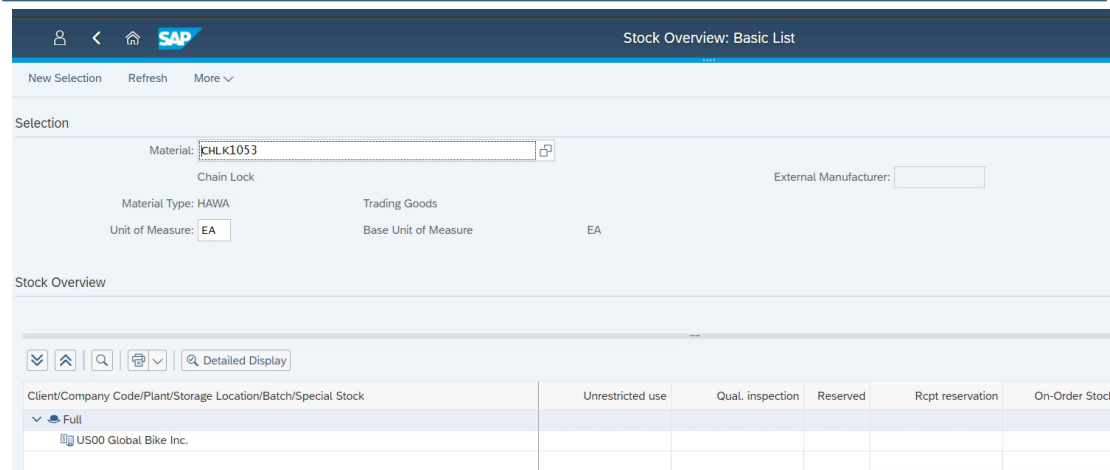 SAP Stock Overview: Basic List
New Selection Refresh More
Selection
Material: CHLK1053
Chain Lock External Manufacturer:
Material Type: HAWA Trading Goods
Unit of Measure: EA Base Unit of Measure EA
Stock Overview
Detailed Display
Client/Company Code/Plant/Storage Location/Batch/Special Stock Unrestricted use Qual. inspection Reserved Rcpt reservation On-Order Stock
Full
US00 Global Bike Inc.